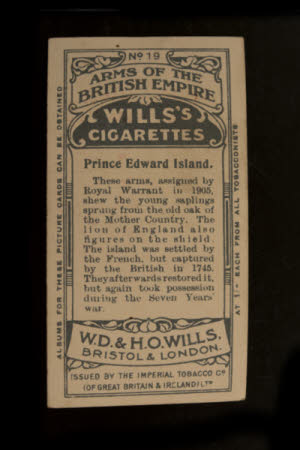 No 19
ARMS OF THE
BRITISH EMPIRE
WILLS'S
CIGARETTES
Prince Edward Island.
These arms, assigned by
Royal Warrant in 1905,
shew the young saplings
sprung from the old oak of
the Mother Country. The
lion of England also
figures on the shield.
The island was settled by
the French, but captured
by the British in 1745.
They afterwards restored it,
but again took possession
during the Seven Years'
war.
W.D. & H.O. WILLS.
BRISTOL & LONDON.
ISSUED BY THE IMPERIAL TOBACCO Co
(OF GREAT BRITAIN & IRELAND) LTD
ALBUMS FOR THESE PICTURE CARDS CAN BE OBTAINED
AT 1/- EACH FROM ALL TOBACCONISTS